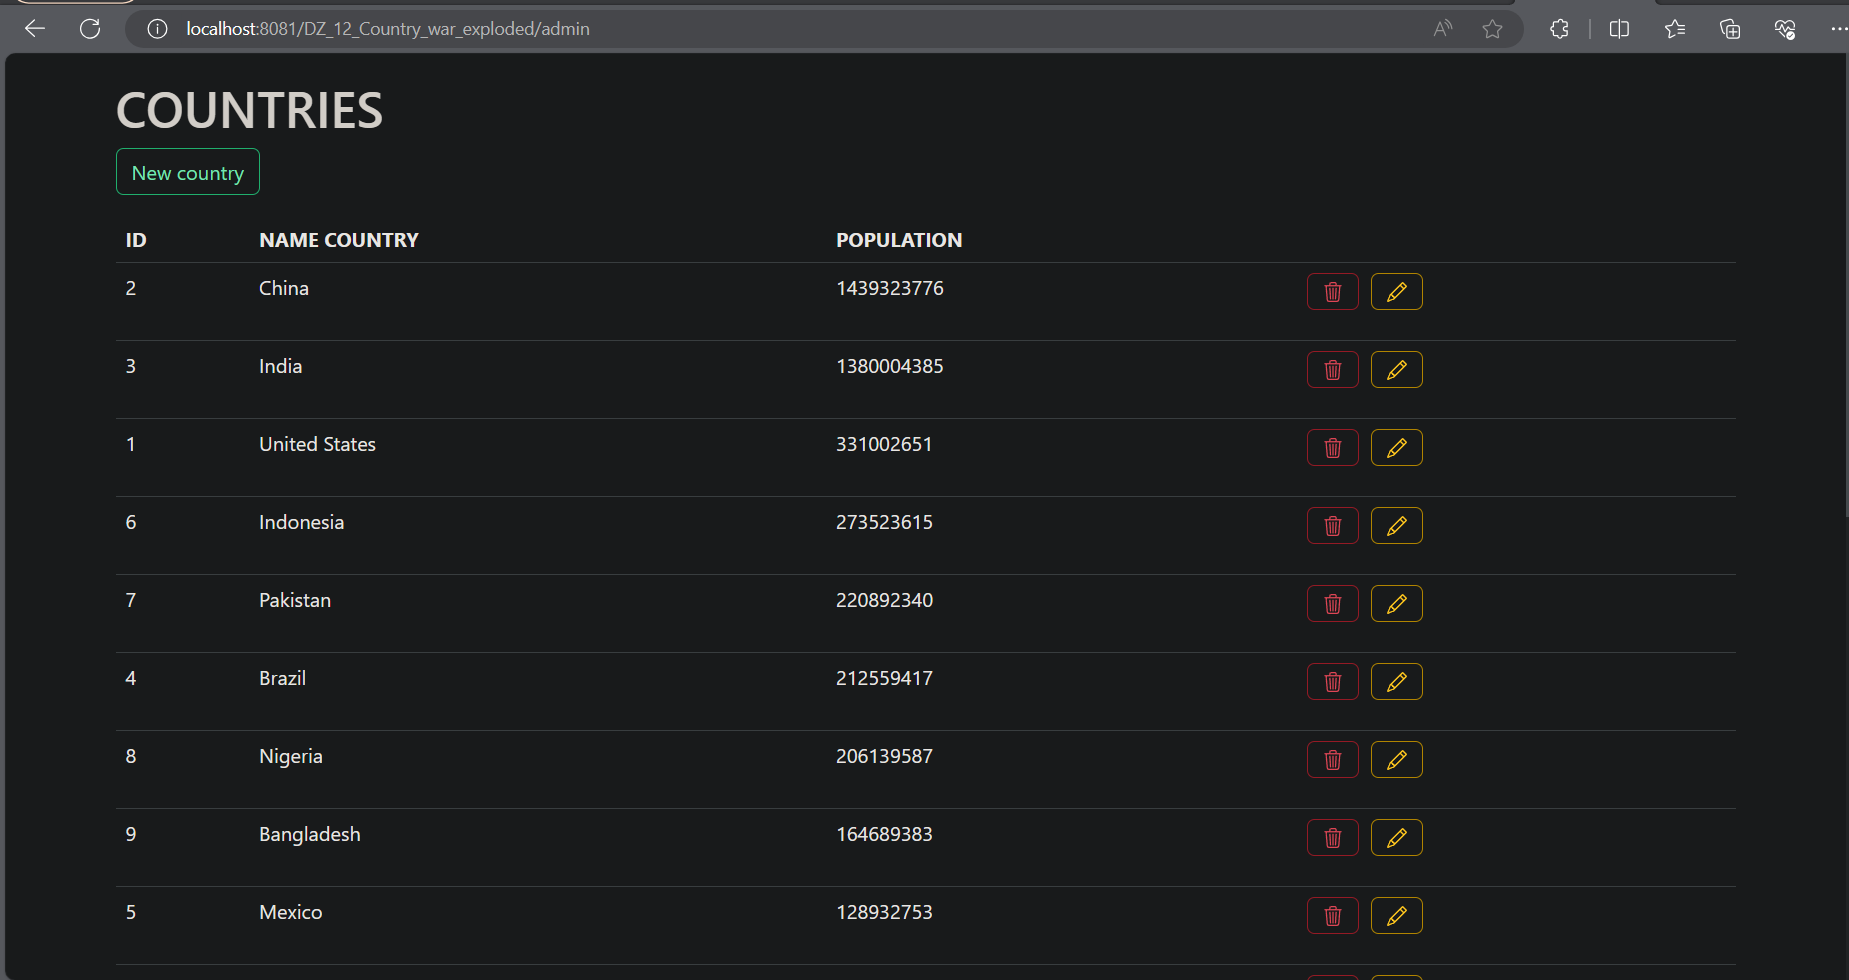 localhost:8081/DZ_12_Country_war_exploded/admin
COUNTRIES
New country
ID NAME COUNTRY POPULATION
2 China 1439323776
3 India 1380004385
1 United States 331002651
6 Indonesia 273523615
7 Pakistan 220892340
4 Brazil 212559417
8 Nigeria 206139587
9 Bangladesh 164689383
5 Mexico 128932753